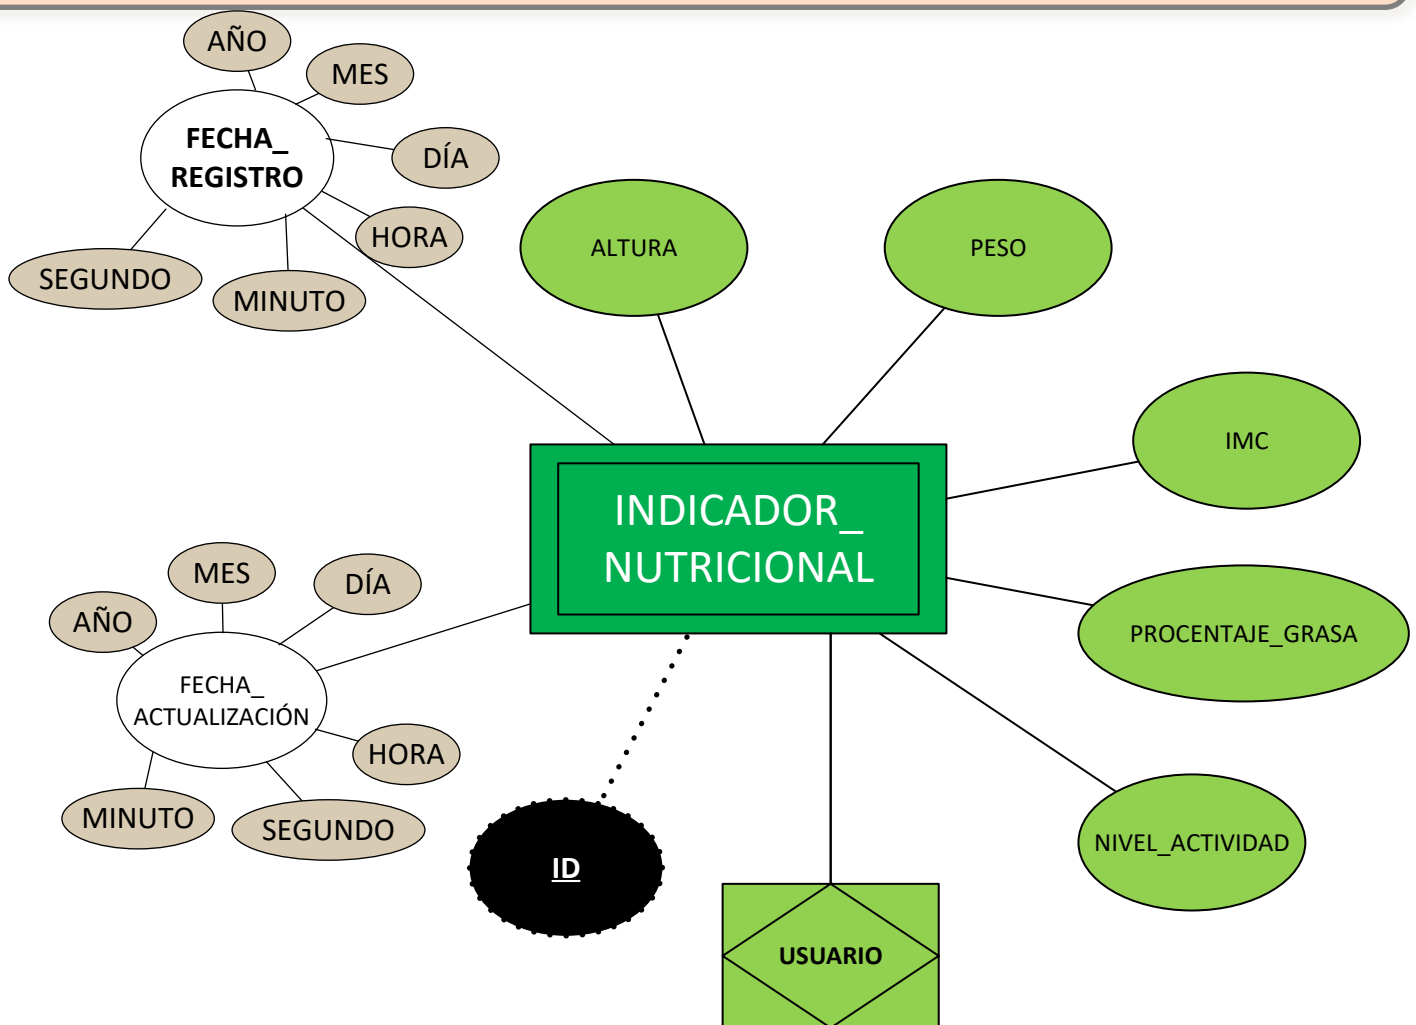 AÑO
MES
FECHA_
REGISTRO
DÍA
HORA
SEGUNDO
MINUTO
ALTURA
PESO
IMC
INDICADOR_
NUTRICIONAL
PROCENTAJE_GRASA
MES
DÍA
AÑO
FECHA_
ACTUALIZACIÓN
HORA
MINUTO
SEGUNDO
ID
NIVEL_ACTIVIDAD
USUARIO